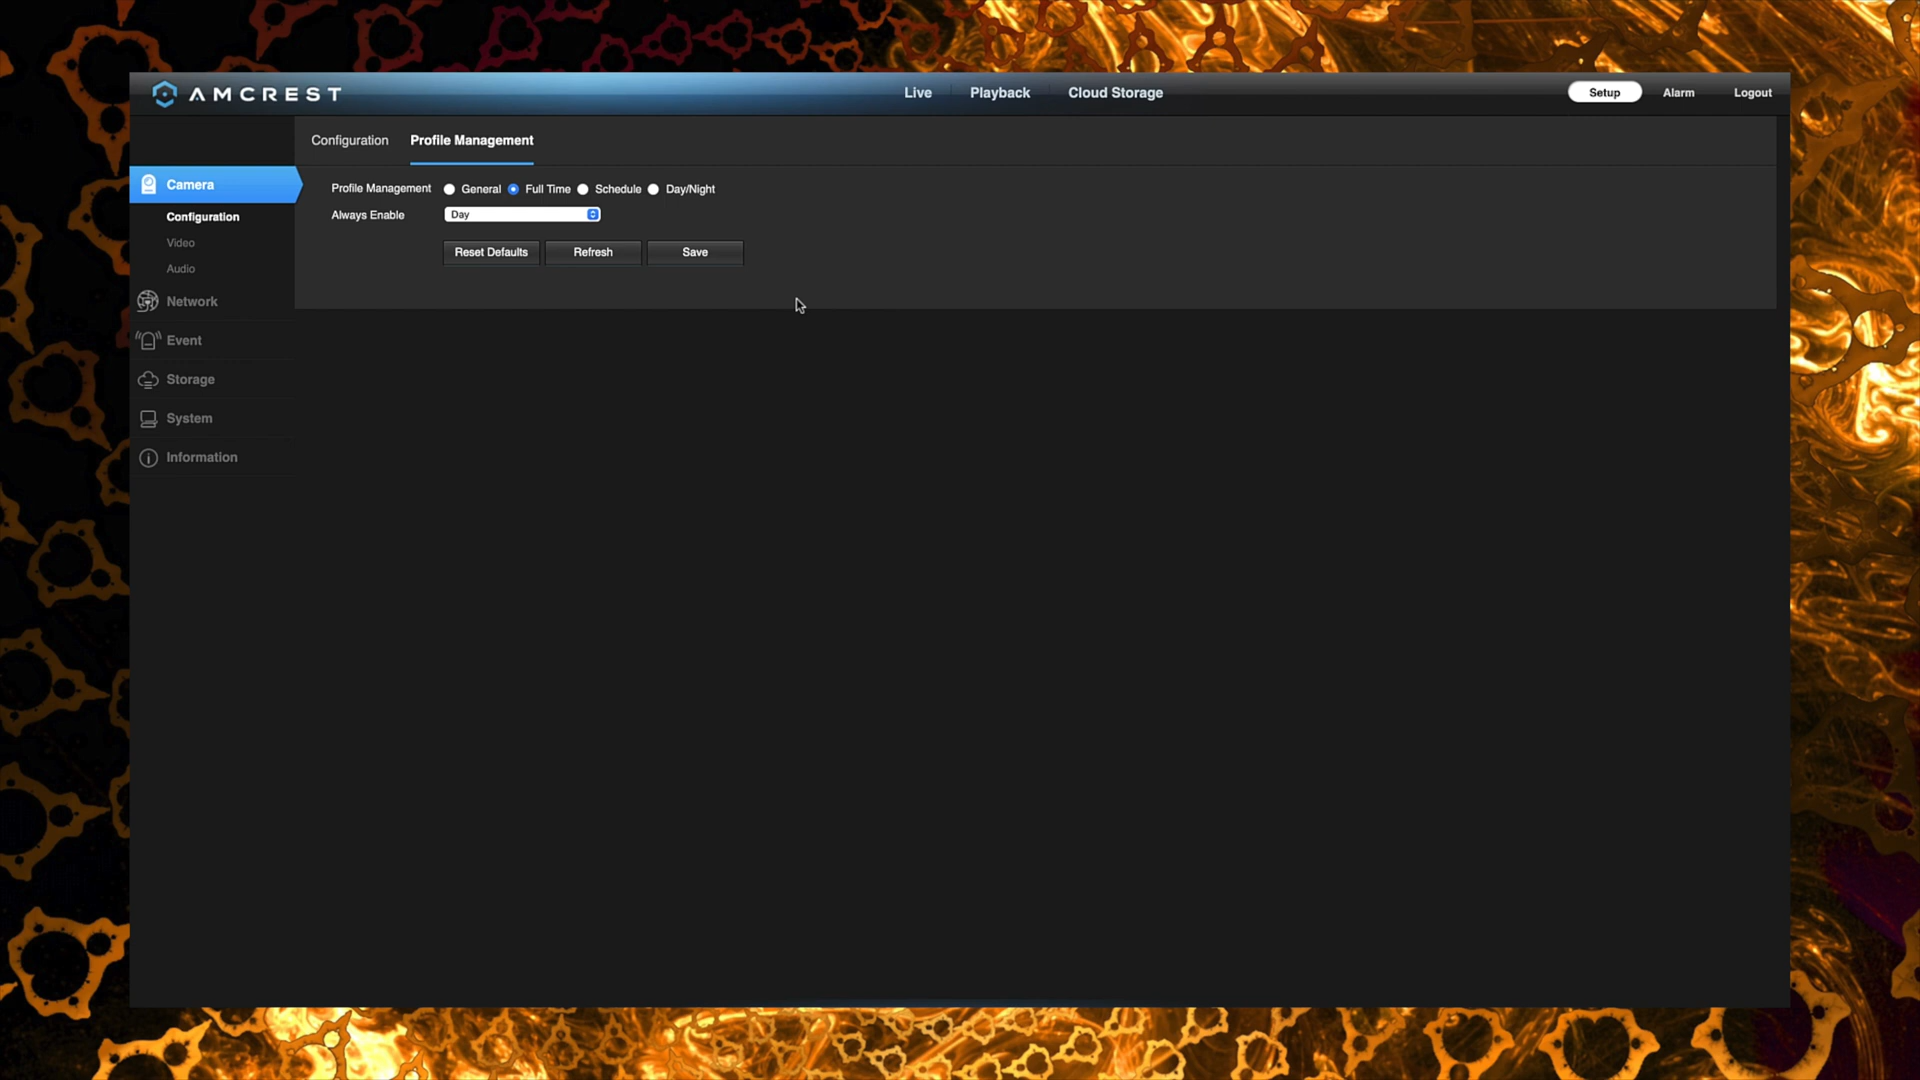 AMCREST
Live Playback Cloud Storage
Setup Alarm Logout
Configuration Profile Management
Camera
Configuration
Video
Audio
Network
Event
Storage
System
Information
Profile Management General Full Time Schedule Day/Night
Always Enable Day
Reset Defaults Refresh Save